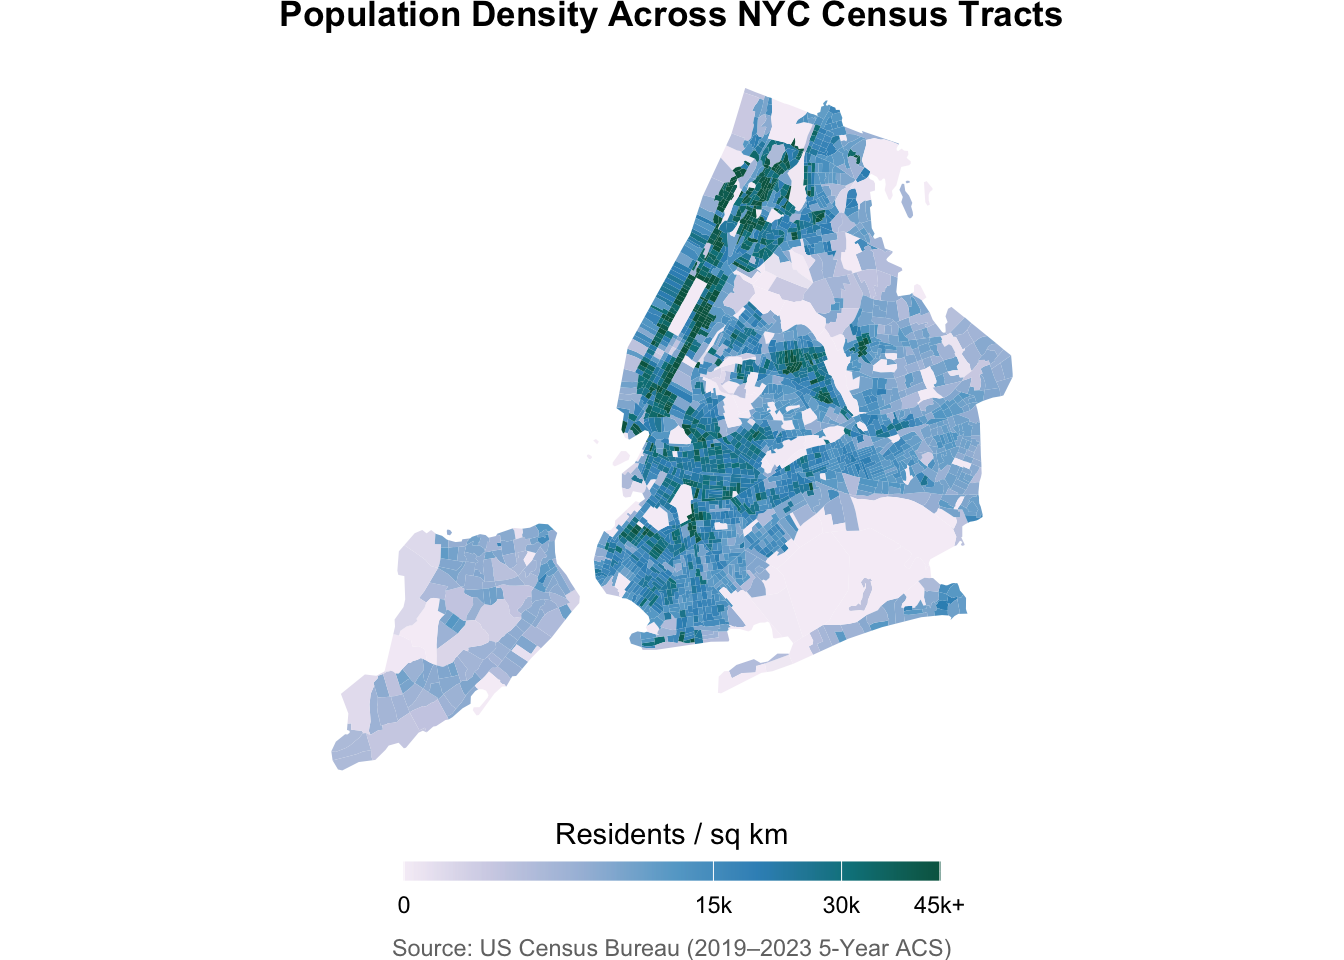 Population Density Across NYC Census Tracts
Residents / sq km
0 15k 30k 45k+
Source: US Census Bureau (2019–2023 5-Year ACS)